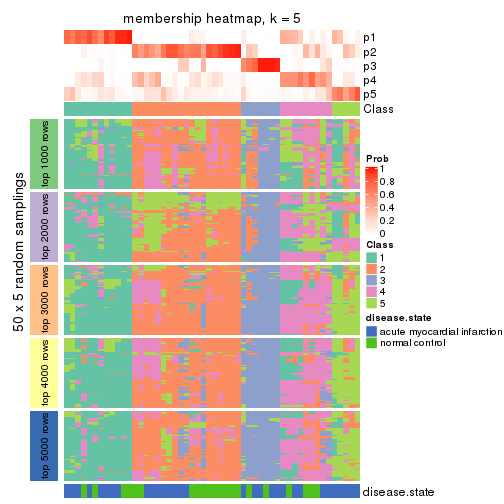 membership heatmap, k = 5
p1
p2
p3
p4
p5
Class
50 x 5 random samplings
top 1000 rows
top 2000 rows
top 3000 rows
top 4000 rows
top 5000 rows
Prob
1
0.8
0.6
0.4
0.2
0
Class
1
2
3
4
5
disease.state
acute myocardial infarction
normal control
disease.state